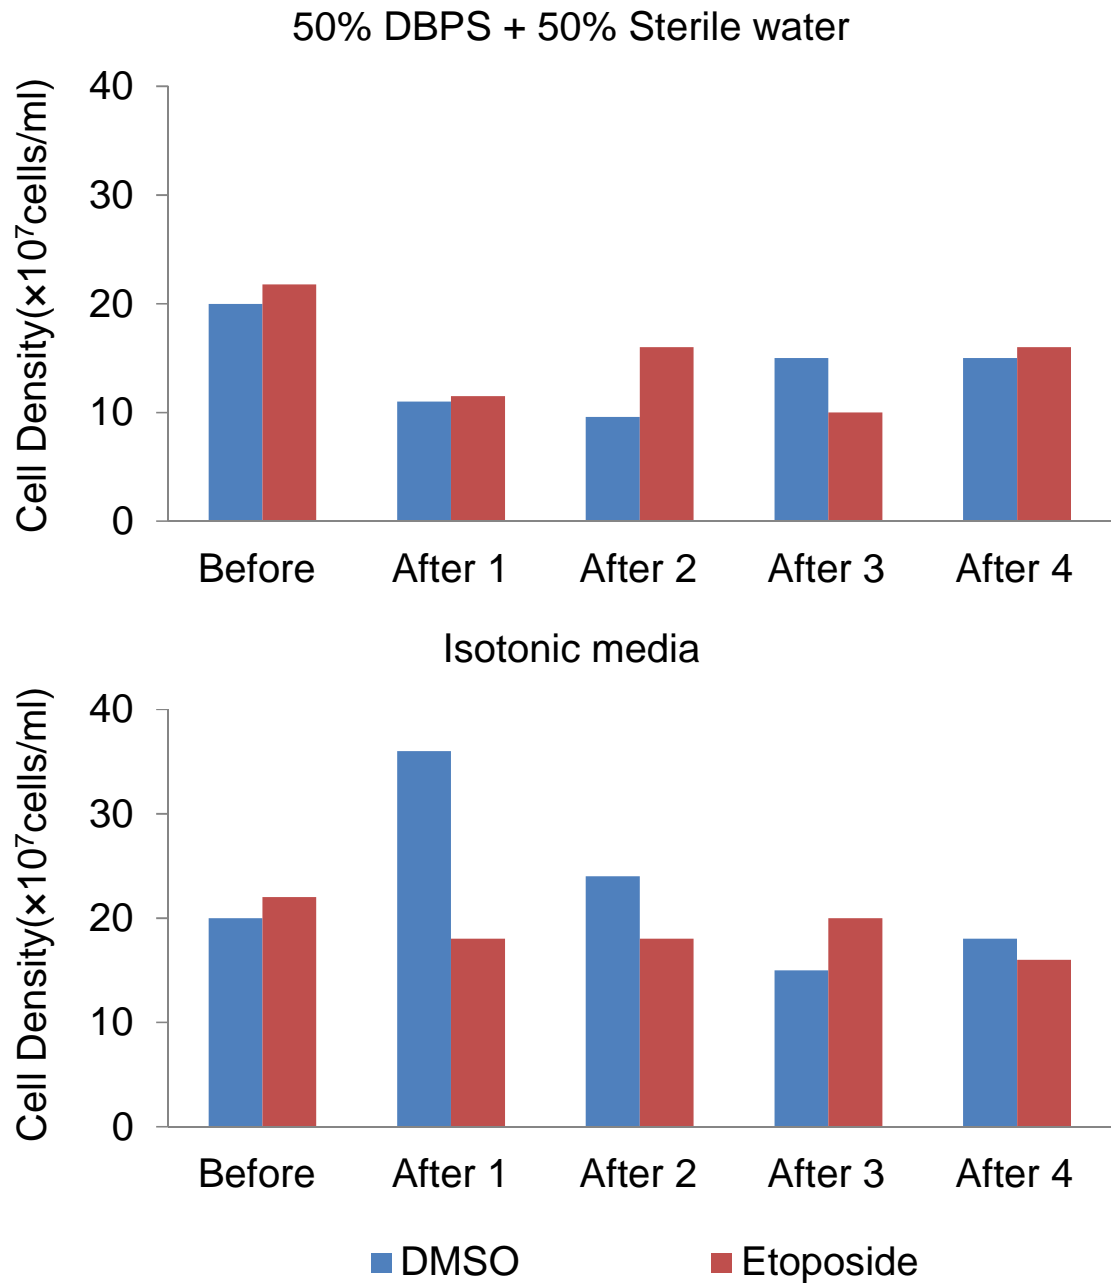 50% DBPS + 50% Sterile water
Cell Density(×10⁷cells/ml)
40
30
20
10
0
Before After 1 After 2 After 3 After 4
Isotonic media
Cell Density(×10⁷cells/ml)
40
30
20
10
0
Before After 1 After 2 After 3 After 4
DMSO Etoposide